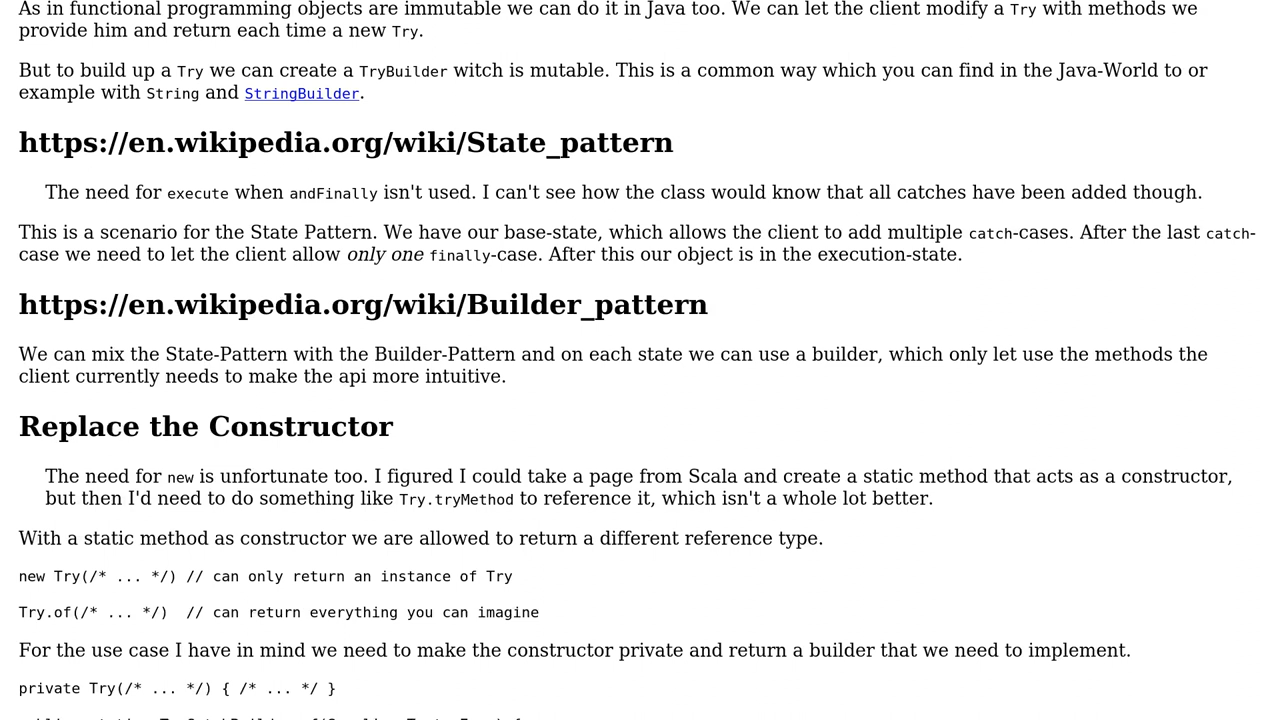 As in functional programming objects are immutable we can do it in Java too. We can let the client modify a Try with methods we
provide him and return each time a new Try.
But to build up a Try we can create a TryBuilder witch is mutable. This is a common way which you can find in the Java-World to or
example with String and StringBuilder.
https://en.wikipedia.org/wiki/State_pattern
The need for execute when andFinally isn't used. I can't see how the class would know that all catches have been added though.
This is a scenario for the State Pattern. We have our base-state, which allows the client to add multiple catch-cases. After the last catch-
case we need to let the client allow only one finally-case. After this our object is in the execution-state.
https://en.wikipedia.org/wiki/Builder_pattern
We can mix the State-Pattern with the Builder-Pattern and on each state we can use a builder, which only let use the methods the
client currently needs to make the api more intuitive.
Replace the Constructor
The need for new is unfortunate too. I figured I could take a page from Scala and create a static method that acts as a constructor,
but then I'd need to do something like Try.tryMethod to reference it, which isn't a whole lot better.
With a static method as constructor we are allowed to return a different reference type.
new Try(/* ... */) // can only return an instance of Try
Try.of(/* ... */)  // can return everything you can imagine
For the use case I have in mind we need to make the constructor private and return a builder that we need to implement.
private Try(/* ... */) { /* ... */ }